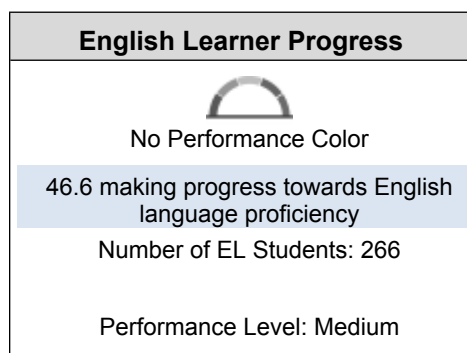 English Learner Progress
No Performance Color
46.6 making progress towards English
language proficiency
Number of EL Students: 266
Performance Level: Medium